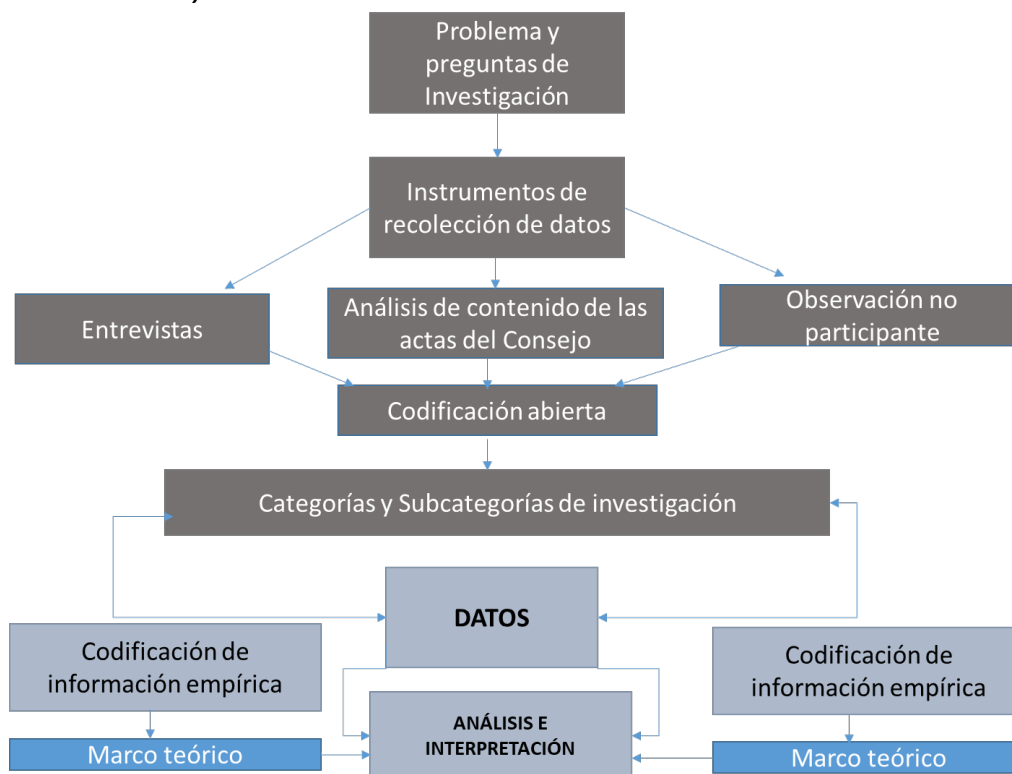 Problema y
preguntas de
Investigación
Instrumentos de
recolección de datos
Entrevistas
Análisis de contenido de las
actas del Consejo
Observación no
participante
Codificación abierta
Categorías y Subcategorías de investigación
DATOS
Codificación de
información empírica
Codificación de
información empírica
ANÁLISIS E
INTERPRETACIÓN
Marco teórico
Marco teórico